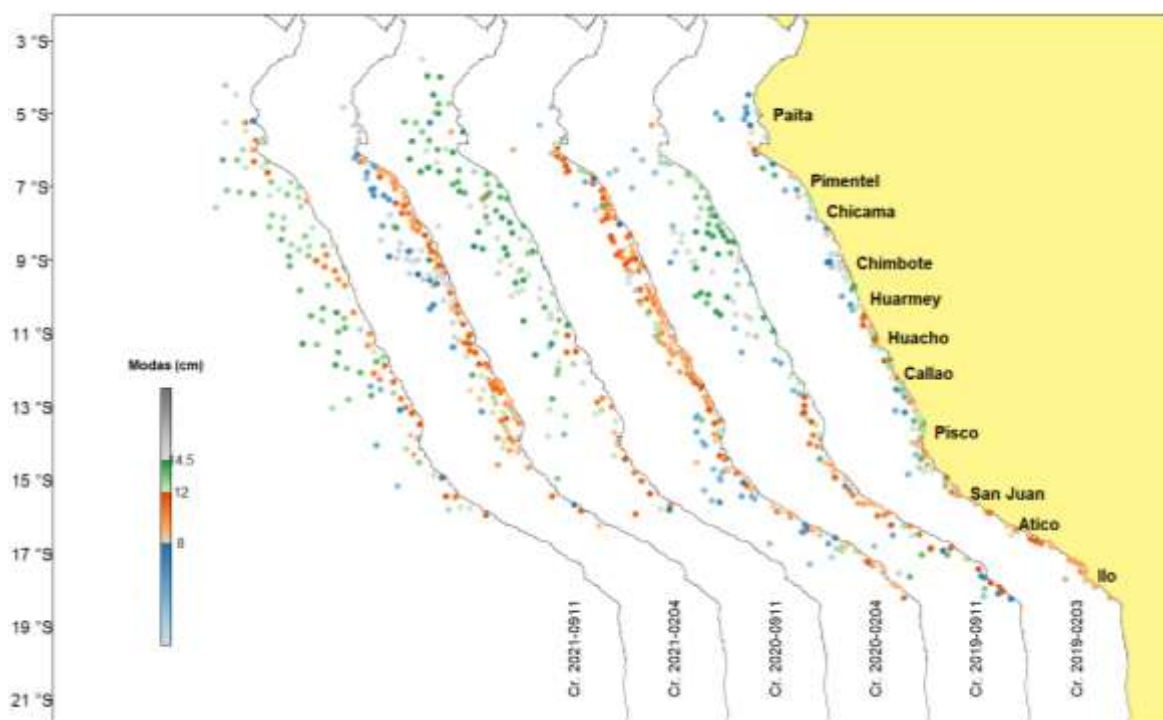 3 °S
5 °S
7 °S
9 °S
11 °S
13 °S
15 °S
17 °S
19 °S
21 °S
Paita
Pimentel
Chicama
Chimbote
Huarmey
Huacho
Callao
Pisco
San Juan
Atico
Ilo
Modas (cm)
14.5
12
8
Cr. 2021-0911
Cr. 2021-0204
Cr. 2020-0911
Cr. 2020-0204
Cr. 2019-0911
Cr. 2019-0203